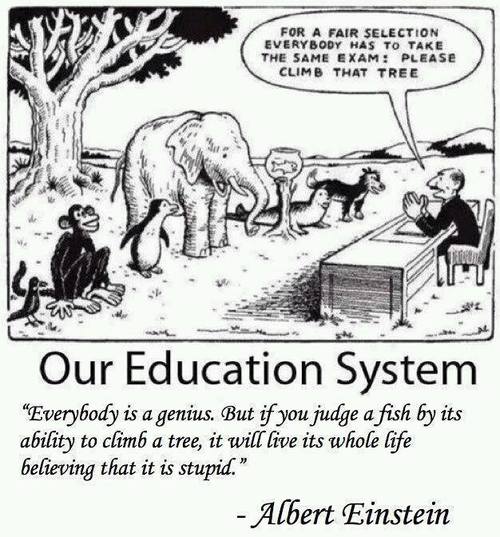 FOR A FAIR SELECTION
EVERYBODY HAS TO TAKE
THE SAME EXAM: PLEASE
CLIMB THAT TREE
Our Education System
“Everybody is a genius. But if you judge a fish by its
ability to climb a tree, it will live its whole life
believing that it is stupid.”
- Albert Einstein